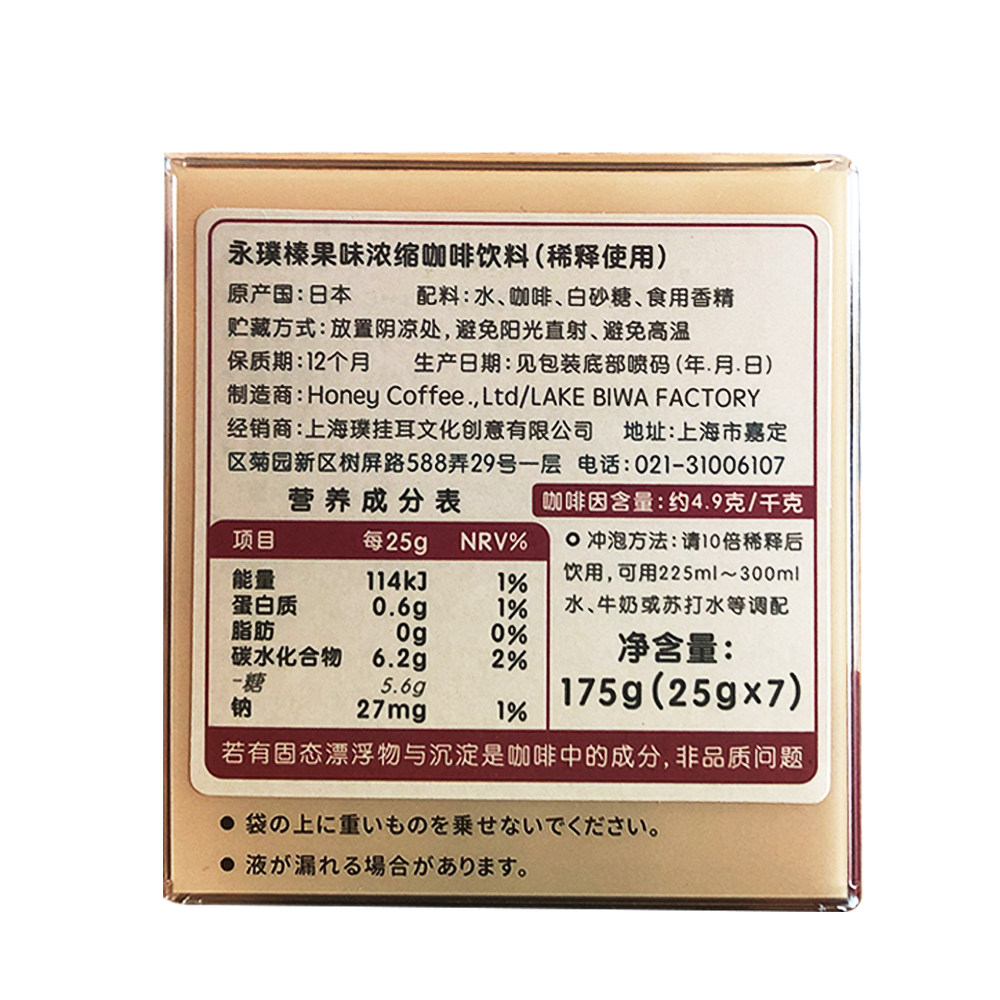 永璞榛果味浓缩咖啡饮料(稀释使用)
原产国:日本 配料:水、咖啡、白砂糖、食用香精
贮藏方式:放置阴凉处,避免阳光直射、避免高温
保质期:12个月 生产日期:见包装底部喷码(年.月.日)
制造商:Honey Coffee.,Ltd/LAKE BIWA FACTORY
经销商:上海璞挂耳文化创意有限公司 地址:上海市嘉定
区菊园新区树屏路588弄29号一层 电话:021-31006107
营养成分表
项目 每25g NRV%
能量 114kJ 1%
蛋白质 0.6g 1%
脂肪 0g 0%
碳水化合物 6.2g 2%
-糖 5.6g
钠 27mg 1%
咖啡因含量:约4.9克/千克
冲泡方法:请10倍稀释后
饮用,可用225ml~300ml
水、牛奶或苏打水等调配
净含量:
175g(25g×7)
若有固态漂浮物与沉淀是咖啡中的成分,非品质问题
● 袋の上に重いものを乗せないでください。
● 液が漏れる場合があります。